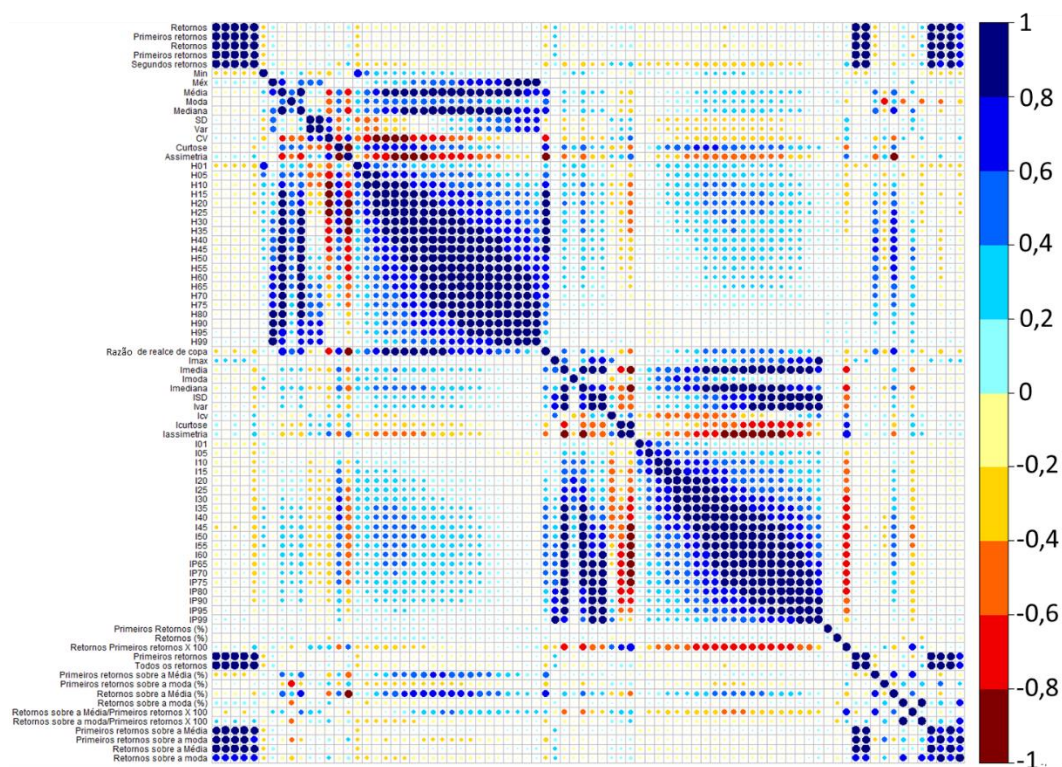 Retornos
Primeiros retornos
Retornos
Primeiros retornos
Segundos retornos
Min
Méx
Média
Moda
Mediana
SD
Var
CV
Curtose
Assimetria
H01
H05
H10
H15
H20
H25
H30
H35
H40
H45
H50
H55
H60
H65
H70
H75
H80
H90
H95
H99
Razão de realce de copa
Imax
Imedia
Imoda
Imediana
ISD
Ivar
Icv
Icurtose
Iassimetria
I01
I05
I10
I15
I20
I25
I30
I35
I40
I45
I50
I55
I60
IP65
IP70
IP75
IP80
IP90
IP95
IP99
Primeiros Retornos (%)
Retornos (%)
Retornos Primeiros retornos X 100
Primeiros retornos
Todos os retornos
Primeiros retornos sobre a Média (%)
Primeiros retornos sobre a moda (%)
Retornos sobre a Média (%)
Retornos sobre a moda (%)
Retornos sobre a Média/Primeiros retornos X 100
Retornos sobre a moda/Primeiros retornos X 100
Primeiros retornos sobre a Média
Primeiros retornos sobre a moda
Retornos sobre a Média
Retornos sobre a moda
1
0,8
0,6
0,4
0,2
0
-0,2
-0,4
-0,6
-0,8
-1